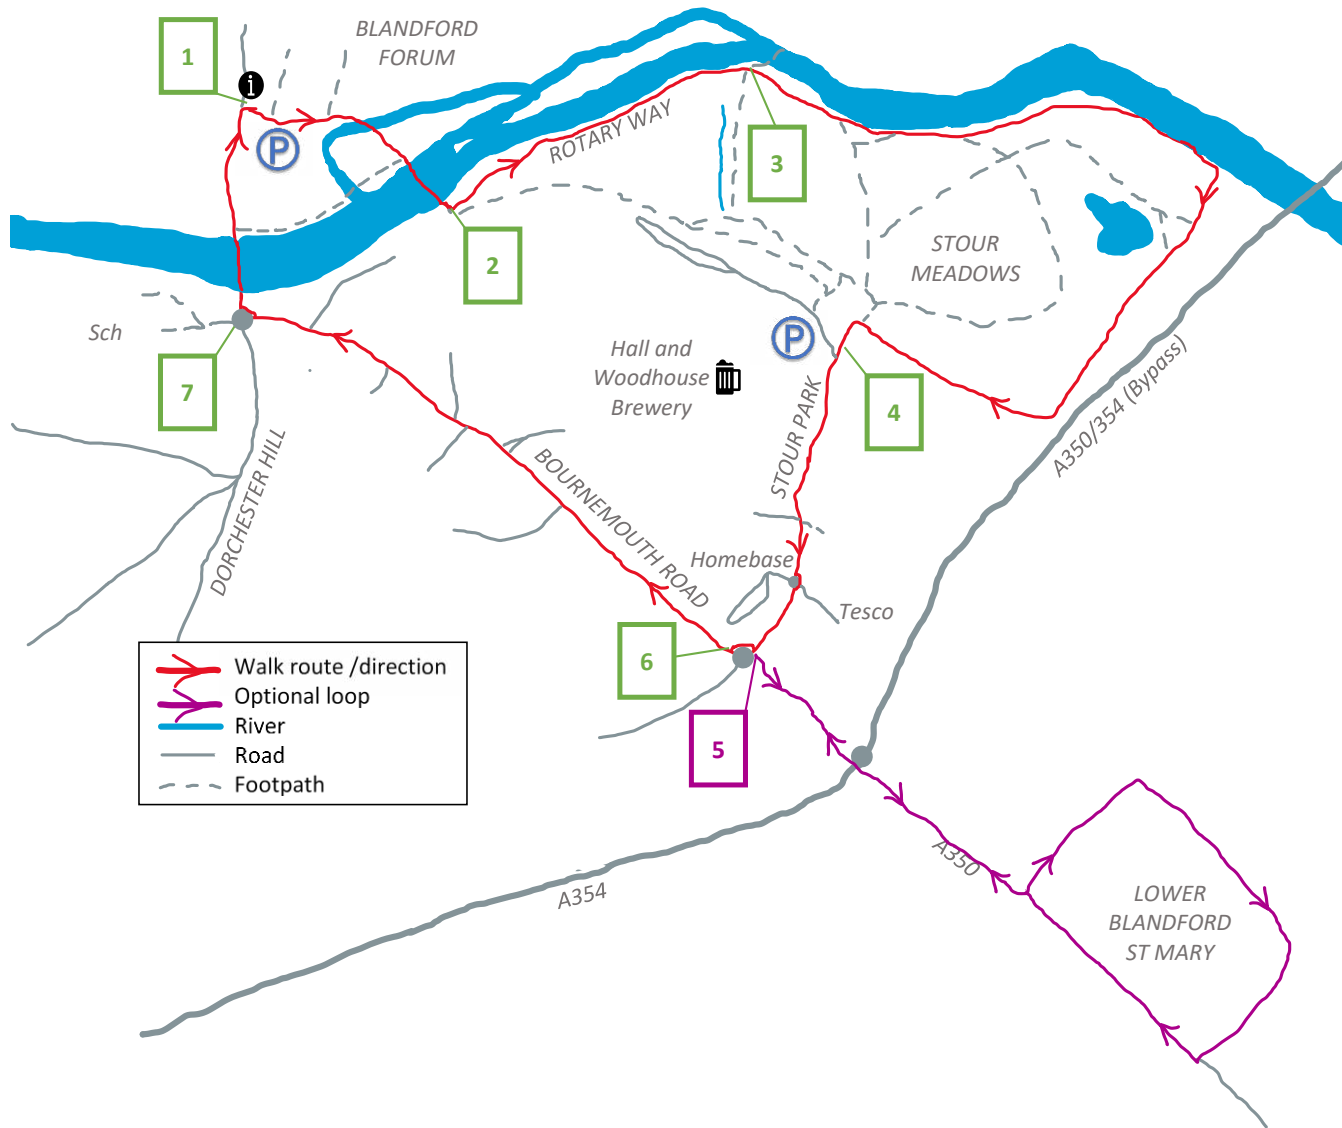 1
BLANDFORD
FORUM
i
P
ROTARY WAY
3
2
STOUR
MEADOWS
Sch
P
Hall and
Woodhouse
Brewery
7
4
STOUR PARK
A350/354 (Bypass)
DORCHESTER HILL
BOURNEMOUTH ROAD
Homebase
Tesco
6
5
Walk route /direction
Optional loop
River
Road
Footpath
A350
A354
LOWER
BLANDFORD
ST MARY